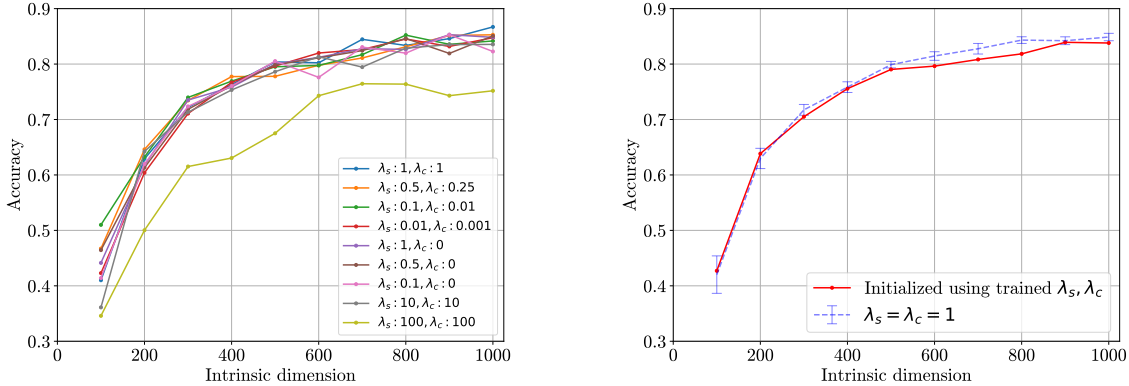 0.9
0.8
0.7
0.6
0.5
0.4
0.3
Accuracy
0
200
400
600
800
1000
Intrinsic dimension
λs : 1, λc : 1
λs : 0.5, λc : 0.25
λs : 0.1, λc : 0.01
λs : 0.01, λc : 0.001
λs : 1, λc : 0
λs : 0.5, λc : 0
λs : 0.1, λc : 0
λs : 10, λc : 10
λs : 100, λc : 100
0.9
0.8
0.7
0.6
0.5
0.4
0.3
Accuracy
0
200
400
600
800
1000
Intrinsic dimension
Initialized using trained λs, λc
λs = λc = 1